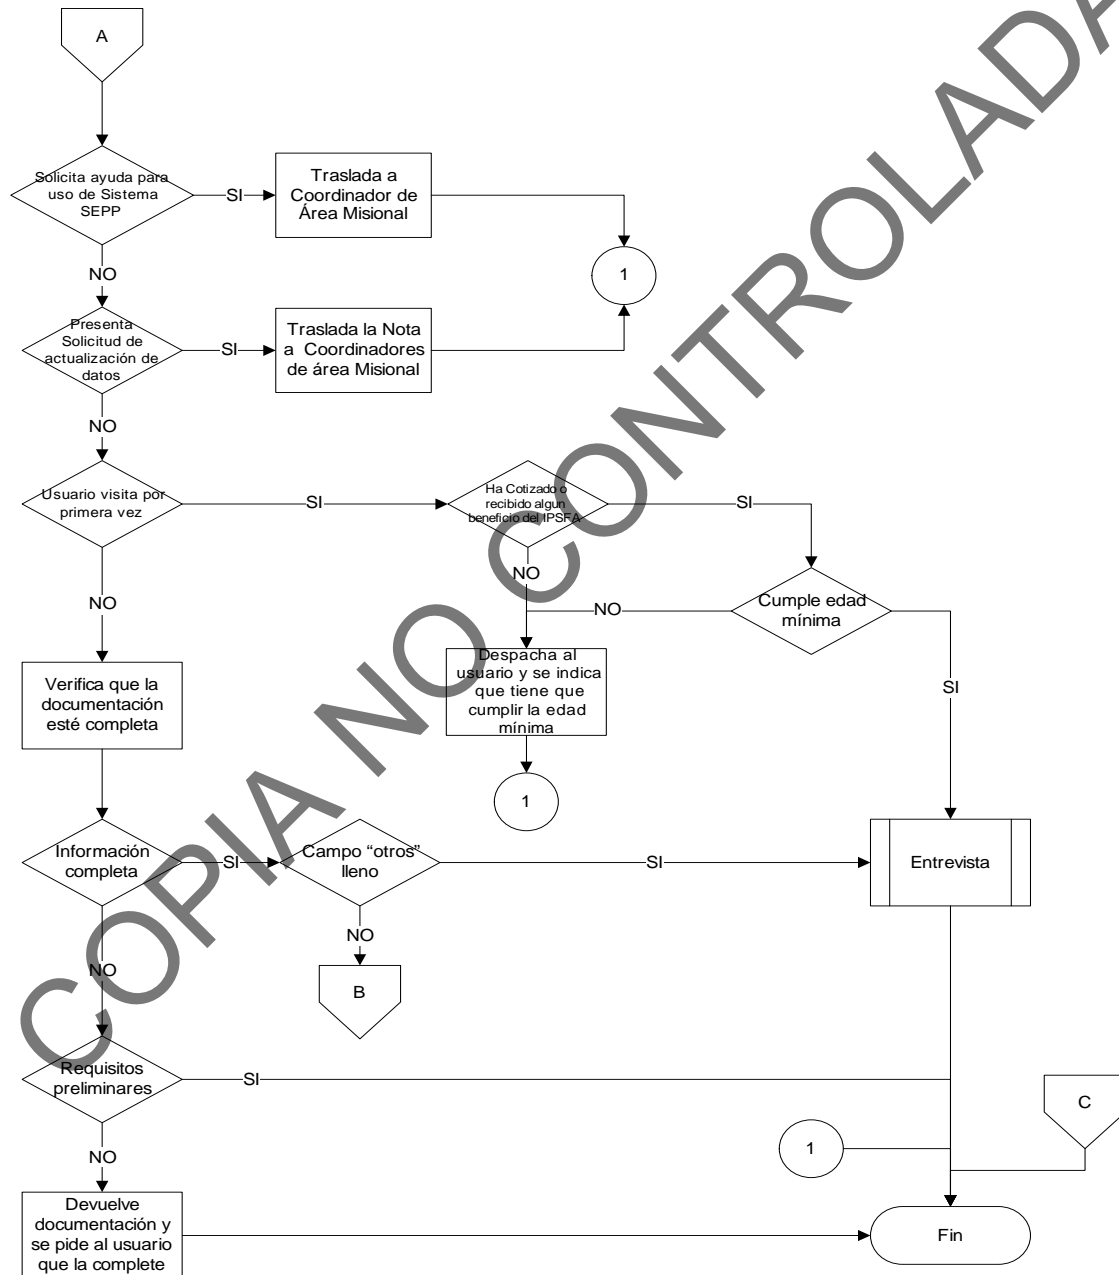 A
Solicita ayuda para
uso de Sistema
SEPP
SI
Traslada a
Coordinador de
Área Misional
1
NO
Presenta
Solicitud de
actualización de
datos
SI
Traslada la Nota
a Coordinadores
de área Misional
NO
Usuario visita por
primera vez
SI
Ha Cotizado o
recibido algun
beneficio del IPSFA
SI
NO
NO
Cumple edad
mínima
NO
SI
Despacha al
usuario y se indica
que tiene que
cumplir la edad
mínima
1
Verifica que la
documentación
esté completa
Información
completa
SI
Campo “otros”
lleno
SI
Entrevista
NO
B
NO
Requisitos
preliminares
SI
C
1
NO
Devuelve
documentación y
se pide al usuario
que la complete
Fin
COPIA NO CONTROLADA